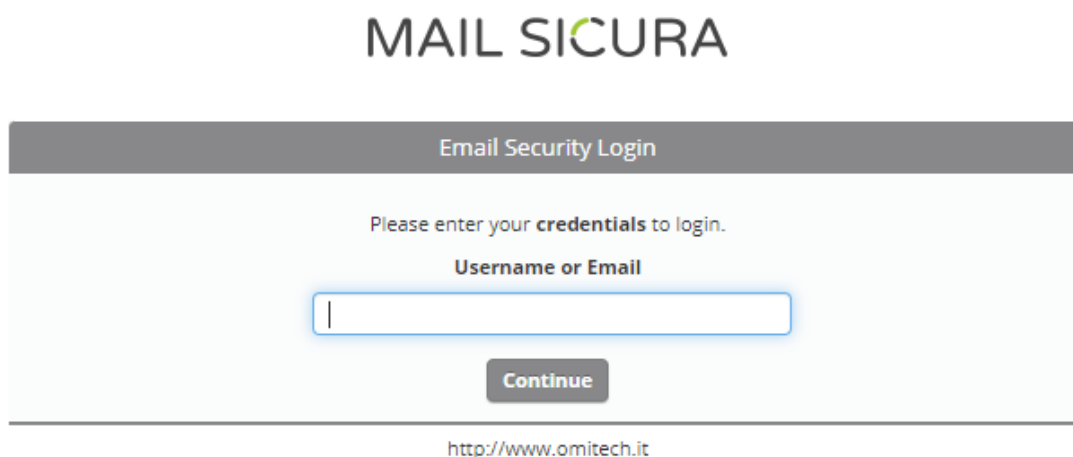 MAIL SICURA
Email Security Login
Please enter your credentials to login.
Username or Email
Continue
http://www.omitech.it